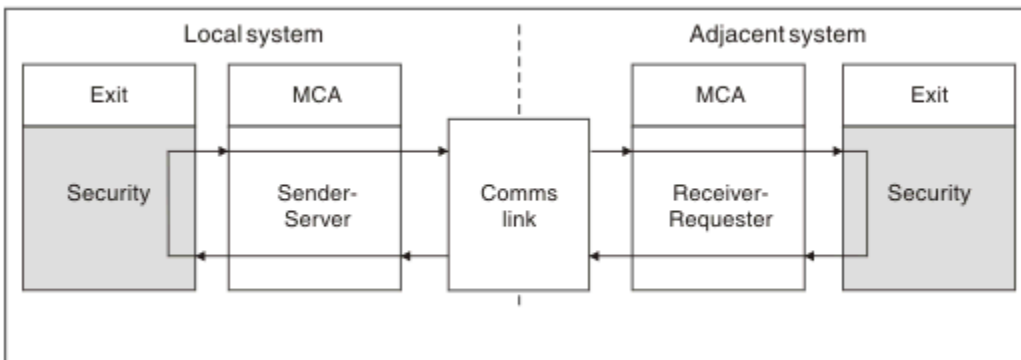 Local system
Adjacent system
Exit
MCA
MCA
Exit
Security
Sender-
Server
Comms
link
Receiver-
Requester
Security